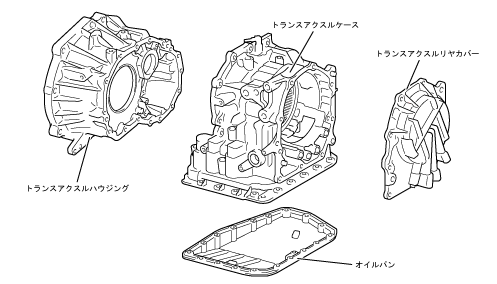 トランスアクスルケース
トランスアクスルリヤカバー
トランスアクスルハウジング
オイルパン